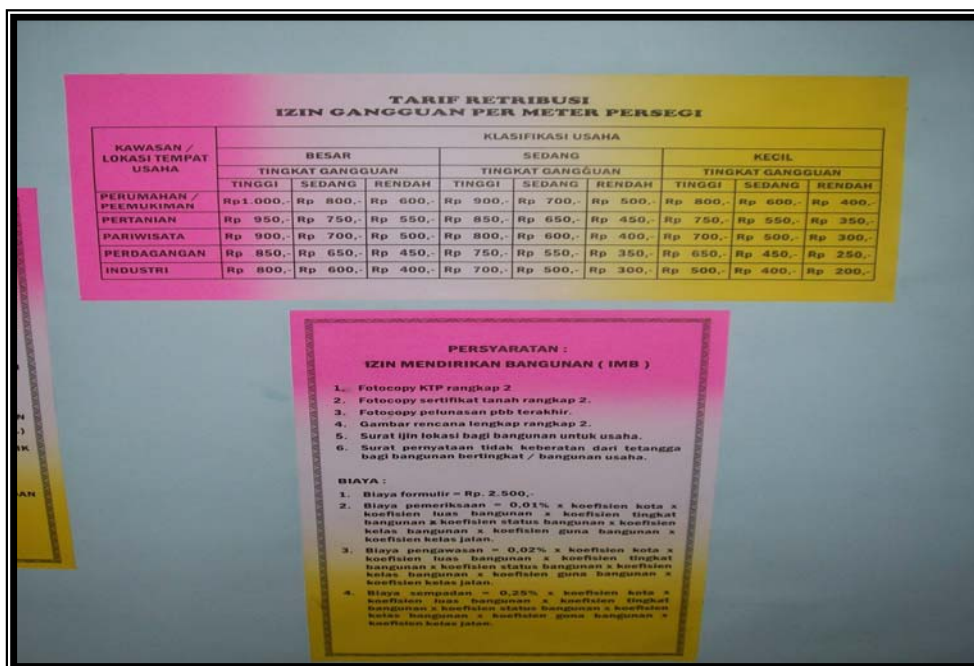 TARIF RETRIBUSI
IZIN GANGGUAN PER METER PERSEGI
KAWASAN / LOKASI TEMPAT USAHA
KLASIFIKASI USAHA
BESAR SEDANG KECIL
TINGKAT GANGGUAN TINGKAT GANGGUAN TINGKAT GANGGUAN
TINGGI SEDANG RENDAH TINGGI SEDANG RENDAH TINGGI SEDANG RENDAH
PERUMAHAN / PEEMUKIMAN Rp1.000,- Rp 800,- Rp 600,- Rp 900,- Rp 700,- Rp 500,- Rp 800,- Rp 600,- Rp 400,-
PERTANIAN Rp 950,- Rp 750,- Rp 550,- Rp 850,- Rp 650,- Rp 450,- Rp 750,- Rp 550,- Rp 350,-
PARIWISATA Rp 900,- Rp 700,- Rp 500,- Rp 800,- Rp 600,- Rp 400,- Rp 700,- Rp 500,- Rp 300,-
PERDAGANGAN Rp 850,- Rp 650,- Rp 450,- Rp 750,- Rp 550,- Rp 350,- Rp 650,- Rp 450,- Rp 250,-
INDUSTRI Rp 800,- Rp 600,- Rp 400,- Rp 700,- Rp 500,- Rp 300,- Rp 500,- Rp 400,- Rp 200,-
PERSYARATAN :
IZIN MENDIRIKAN BANGUNAN ( IMB )
1. Fotocopy KTP rangkap 2
2. Fotocopy sertifikat tanah rangkap 2.
3. Fotocopy pelunasan pbb terakhir.
4. Gambar rencana lengkap rangkap 2.
5. Surat ijin lokasi bagi bangunan untuk usaha.
6. Surat pernyataan tidak keberatan dari tetangga
bagi bangunan bertingkat / bangunan usaha.
BIAYA :
1. Biaya formulir = Rp. 2.500,-
2. Biaya pemeriksaan = 0,01% x koefisien kota x
koefisien luas bangunan x koefisien tingkat
bangunan x koefisien status bangunan x koefisien
kelas bangunan x koefisien guna bangunan x
koefisien kelas jalan.
3. Biaya pengawasan = 0,02% x koefisien kota x
koefisien luas bangunan x koefisien tingkat
bangunan x koefisien status bangunan x koefisien
kelas bangunan x koefisien guna bangunan x
koefisien kelas jalan.
4. Biaya sempadan = 0,25% x koefisien kota x
koefisien luas bangunan x koefisien tingkat
bangunan x koefisien status bangunan x koefisien
kelas bangunan x koefisien guna bangunan x
koefisien kelas jalan.